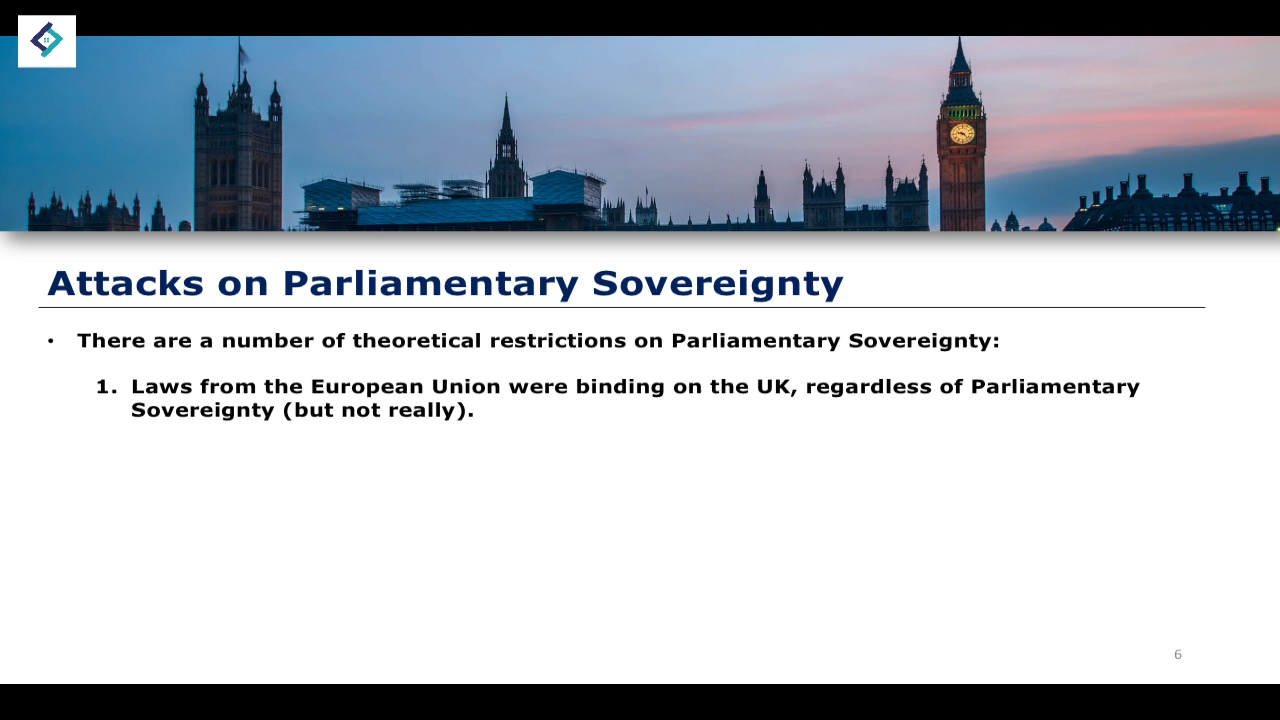 Attacks on Parliamentary Sovereignty
• There are a number of theoretical restrictions on Parliamentary Sovereignty:
1. Laws from the European Union were binding on the UK, regardless of Parliamentary
Sovereignty (but not really).
6